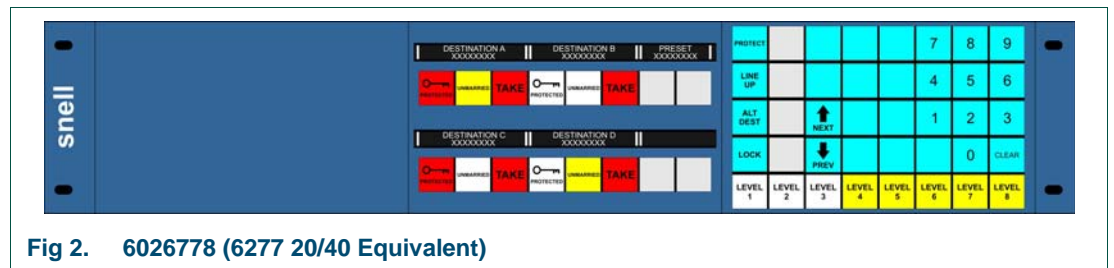 snell
DESTINATION A DESTINATION B PRESET
XXXXXXXX XXXXXXXX XXXXXXXX
PROTECTED UNMARRIED TAKE PROTECTED UNMARRIED TAKE
DESTINATION C DESTINATION D
XXXXXXXX XXXXXXXX
PROTECTED UNMARRIED TAKE PROTECTED UNMARRIED TAKE
PROTECT 7 8 9
LINE UP 4 5 6
ALT DEST NEXT 1 2 3
LOCK PREV 0 CLEAR
LEVEL 1 LEVEL 2 LEVEL 3 LEVEL 4 LEVEL 5 LEVEL 6 LEVEL 7 LEVEL 8
Fig 2. 6026778 (6277 20/40 Equivalent)